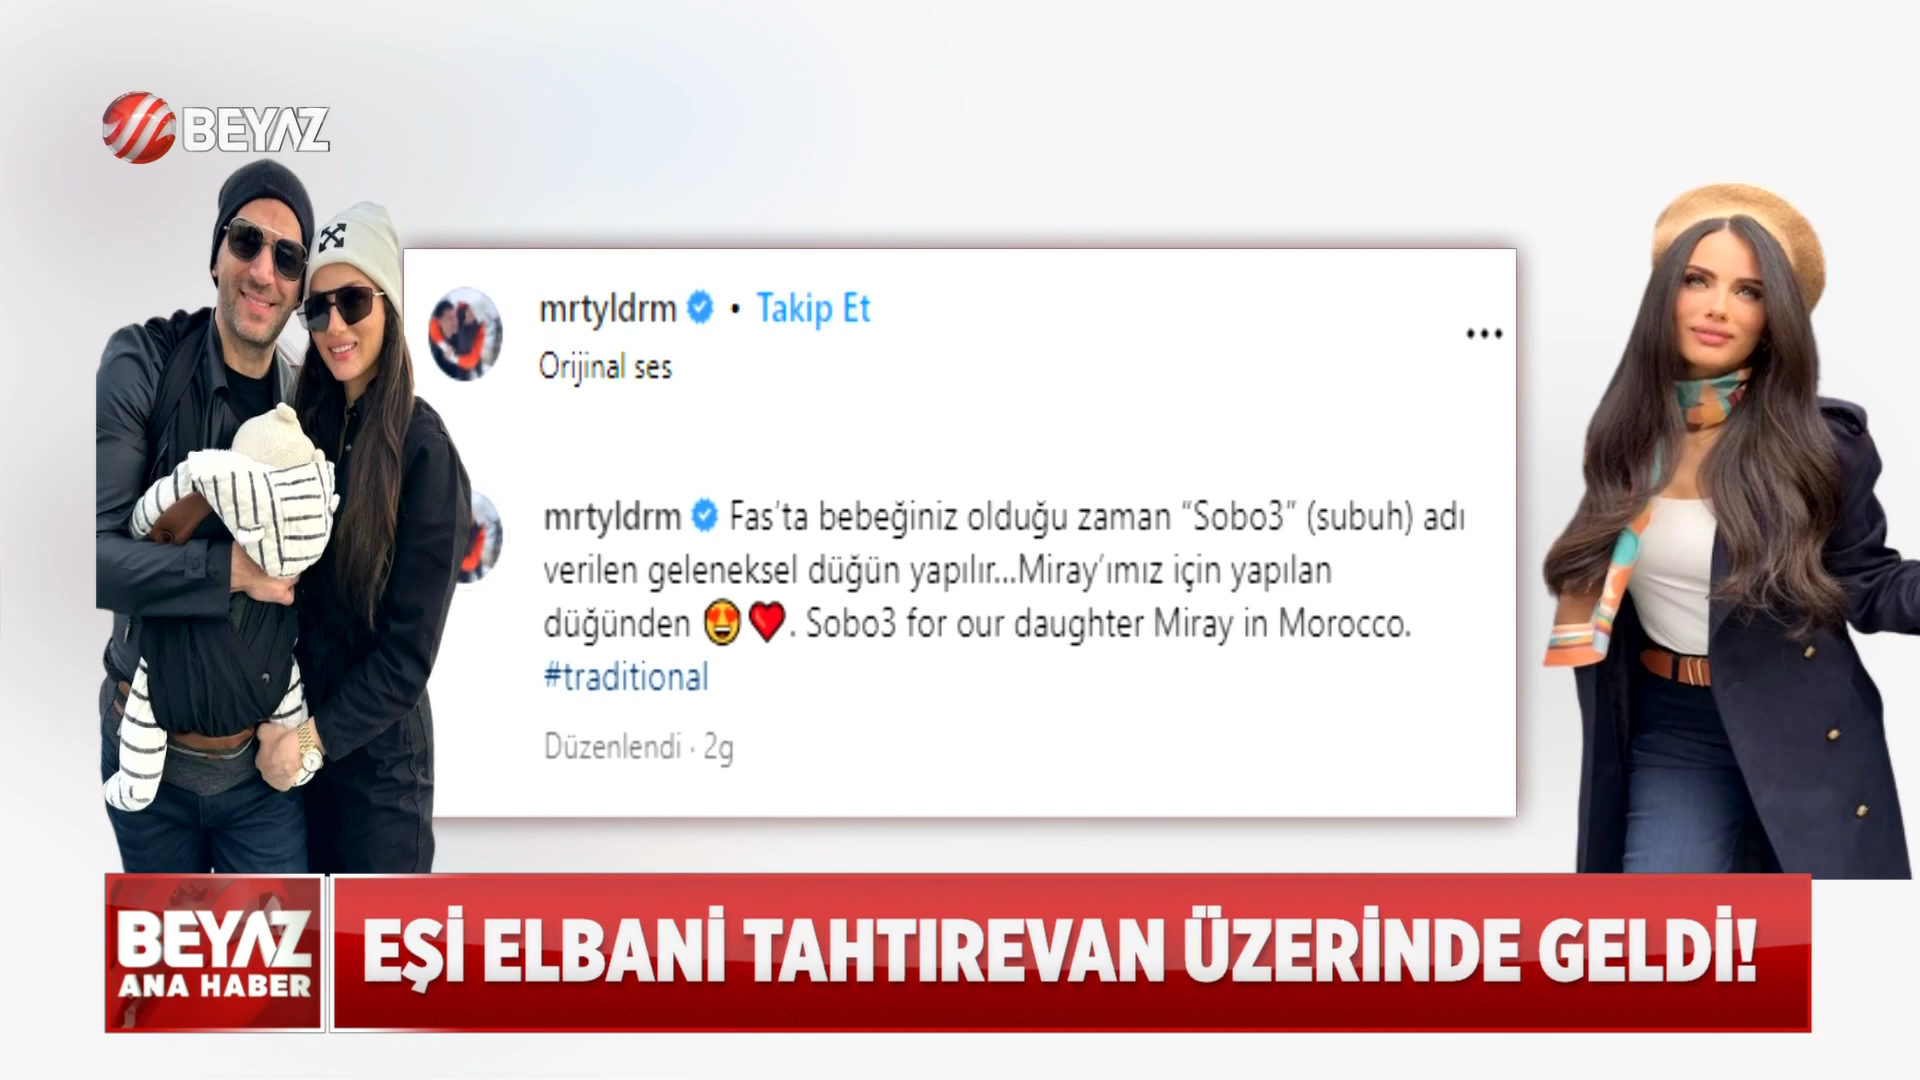 BEYAZ
mrtyldrm • Takip Et
Orijinal ses
mrtyldrm Fas'ta bebeğiniz olduğu zaman "Sobo3" (subuh) adı
verilen geleneksel düğün yapılır...Miray'ımız için yapılan
düğünden 😍❤️. Sobo3 for our daughter Miray in Morocco.
#traditional
Düzenlendi · 2g
BEYAZ
ANA HABER
EŞİ ELBANİ TAHTIREVAN ÜZERİNDE GELDİ!